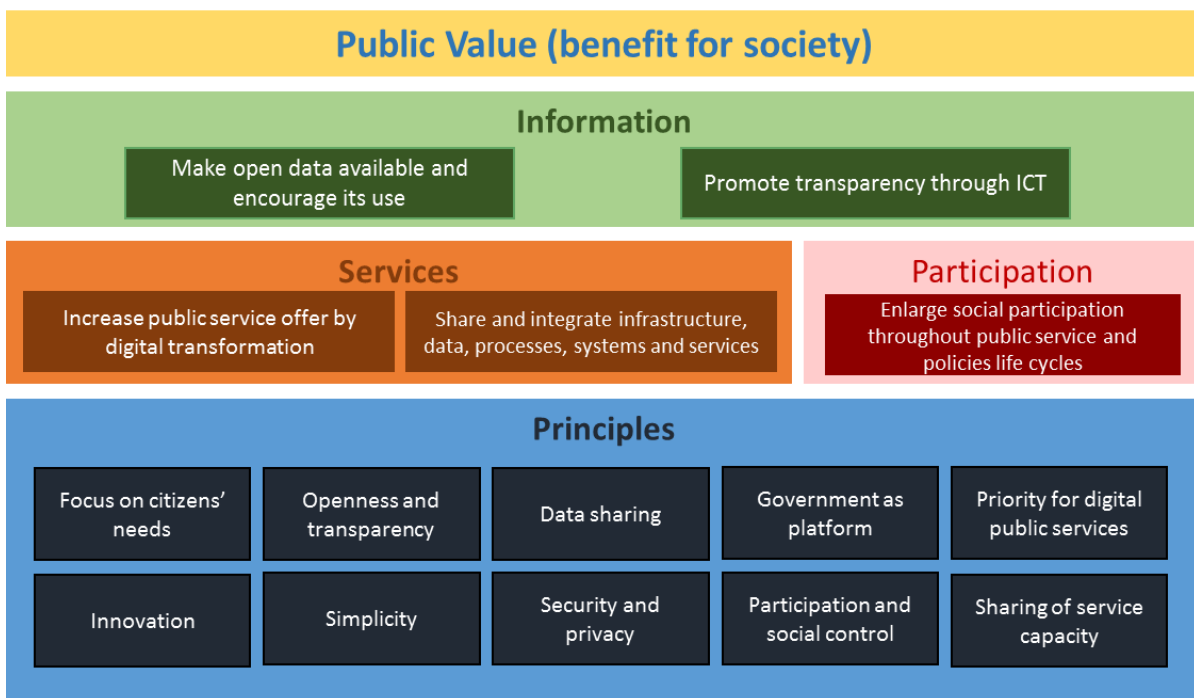 Public Value (benefit for society)
Information
Make open data available and
encourage its use
Promote transparency through ICT
Services
Increase public service offer by
digital transformation
Share and integrate infrastructure,
data, processes, systems and services
Participation
Enlarge social participation
throughout public service and
policies life cycles
Principles
Focus on citizens’
needs
Openness and
transparency
Data sharing
Government as
platform
Priority for digital
public services
Innovation
Simplicity
Security and
privacy
Participation and
social control
Sharing of service
capacity